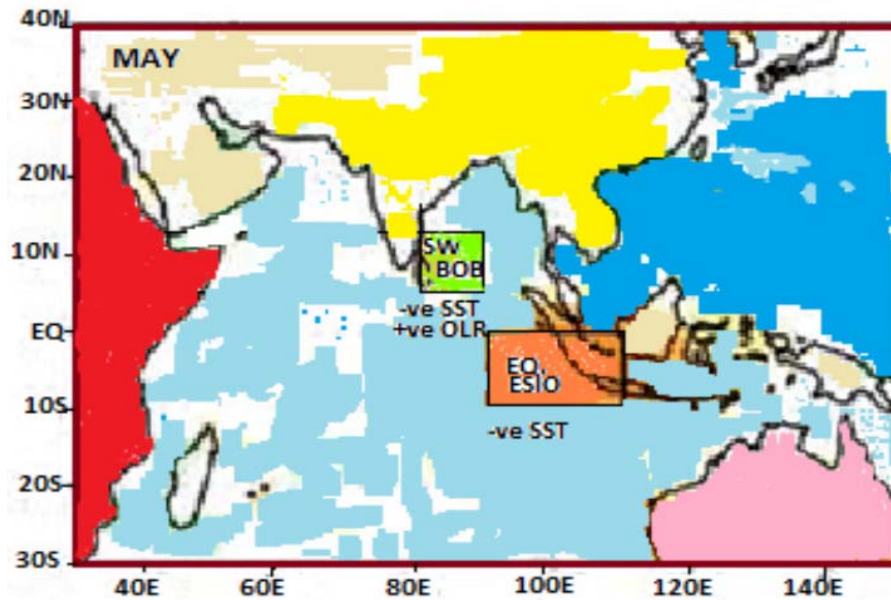 40N
MAY
30N
20N
10N
SW
BOB
-ve SST
+ve OLR
EQ
EQ.
ESIO
10S
-ve SST
20S
30S
40E 60E 80E 100E 120E 140E